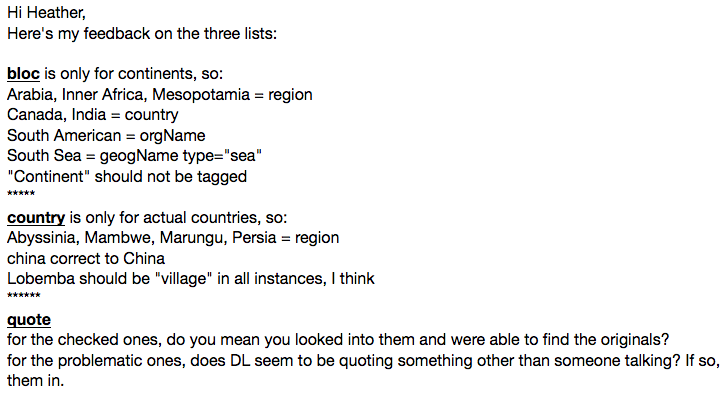 Hi Heather,
Here's my feedback on the three lists:
bloc is only for continents, so:
Arabia, Inner Africa, Mesopotamia = region
Canada, India = country
South American = orgName
South Sea = geogName type="sea"
"Continent" should not be tagged
*****
country is only for actual countries, so:
Abyssinia, Mambwe, Marungu, Persia = region
china correct to China
Lobemba should be "village" in all instances, I think
******
quote
for the checked ones, do you mean you looked into them and were able to find the originals?
for the problematic ones, does DL seem to be quoting something other than someone talking? If so,
them in.